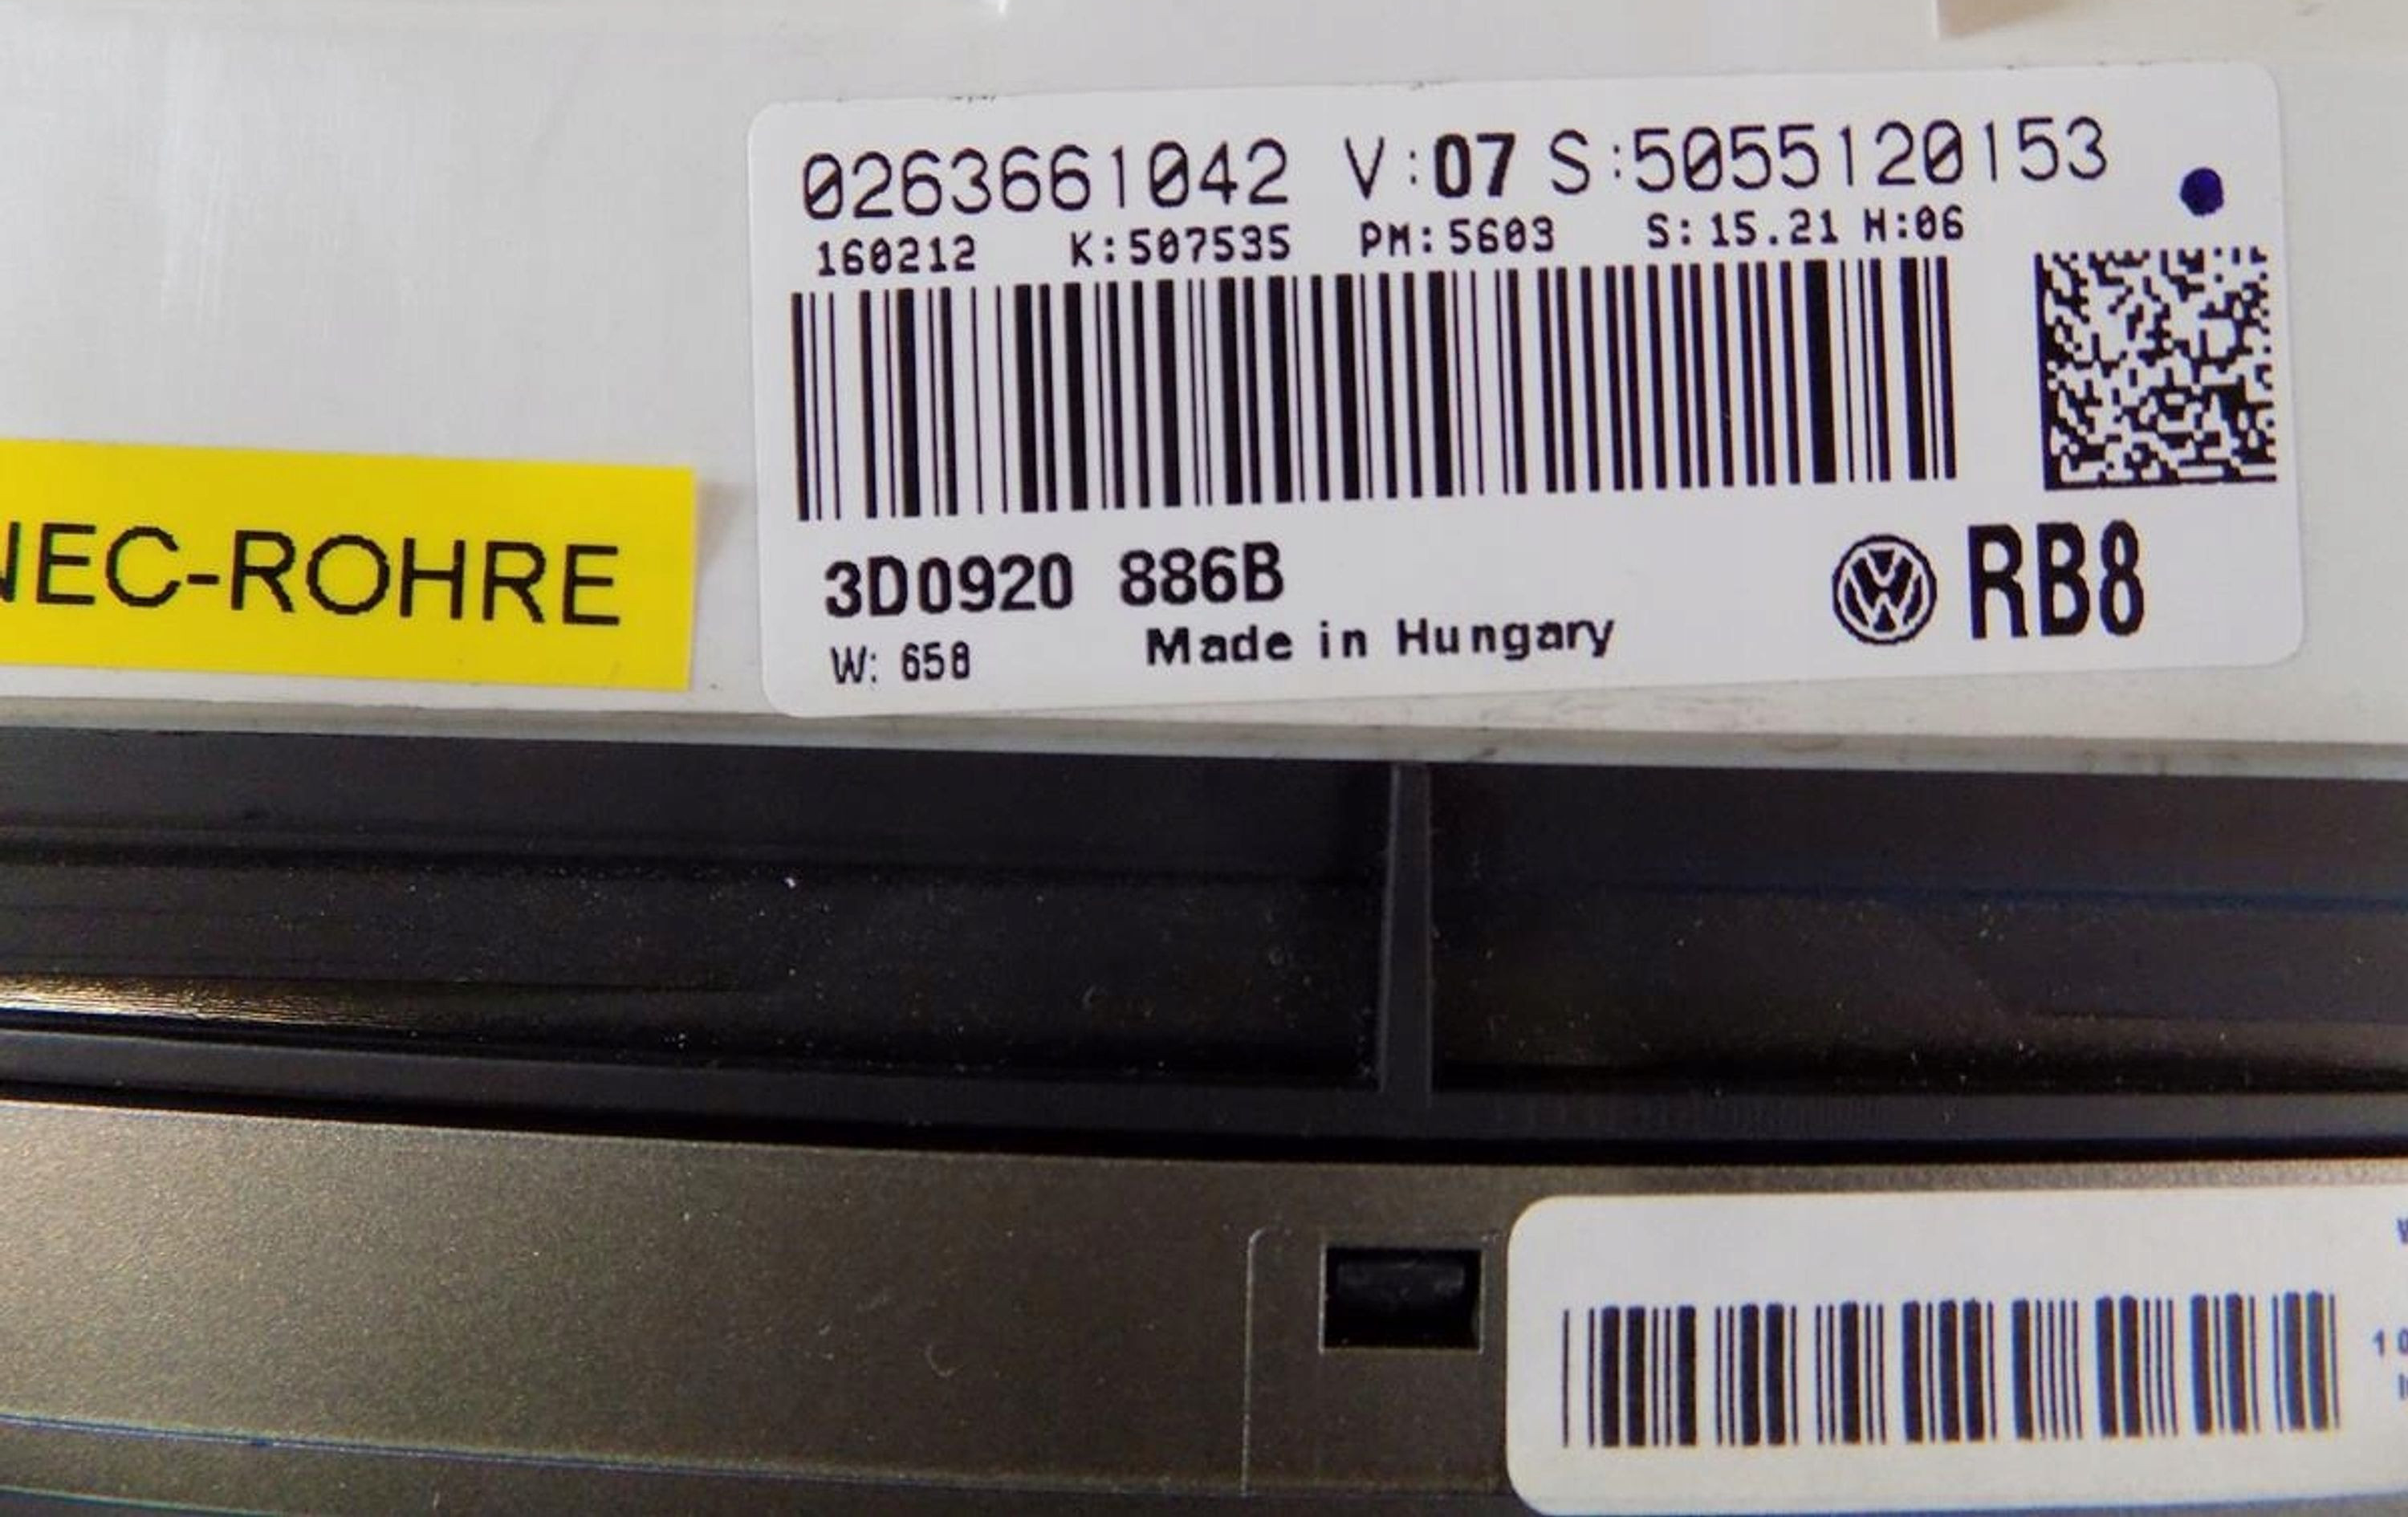 0263661042 V:07 S:5055120153
160212 K:507535 PM:5603 S:15.21 H:06
NEC-ROHRE
3D0920 886B RB8
W: 658 Made in Hungary